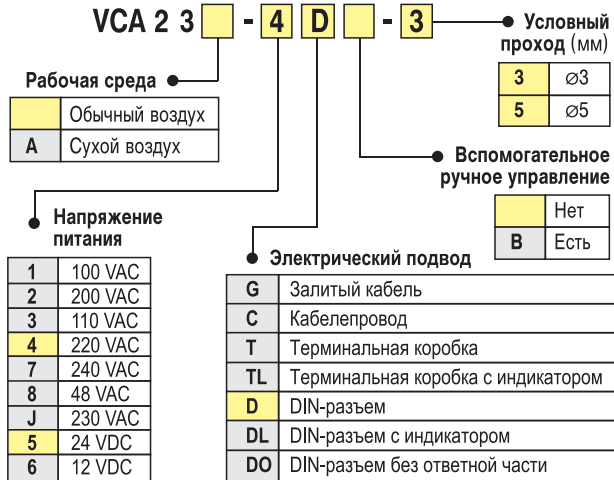 VCA 2 3 - 4 D - 3
Условный
проход (мм)
3 ∅3
5 ∅5
Рабочая среда
Обычный воздух
A Сухой воздух
Вспомогательное
ручное управление
Нет
B Есть
Напряжение
питания
1 100 VAC
2 200 VAC
3 110 VAC
4 220 VAC
7 240 VAC
8 48 VAC
J 230 VAC
5 24 VDC
6 12 VDC
Электрический подвод
G Залитый кабель
C Кабелепровод
T Терминальная коробка
TL Терминальная коробка с индикатором
D DIN-разъем
DL DIN-разъем с индикатором
DO DIN-разъем без ответной части